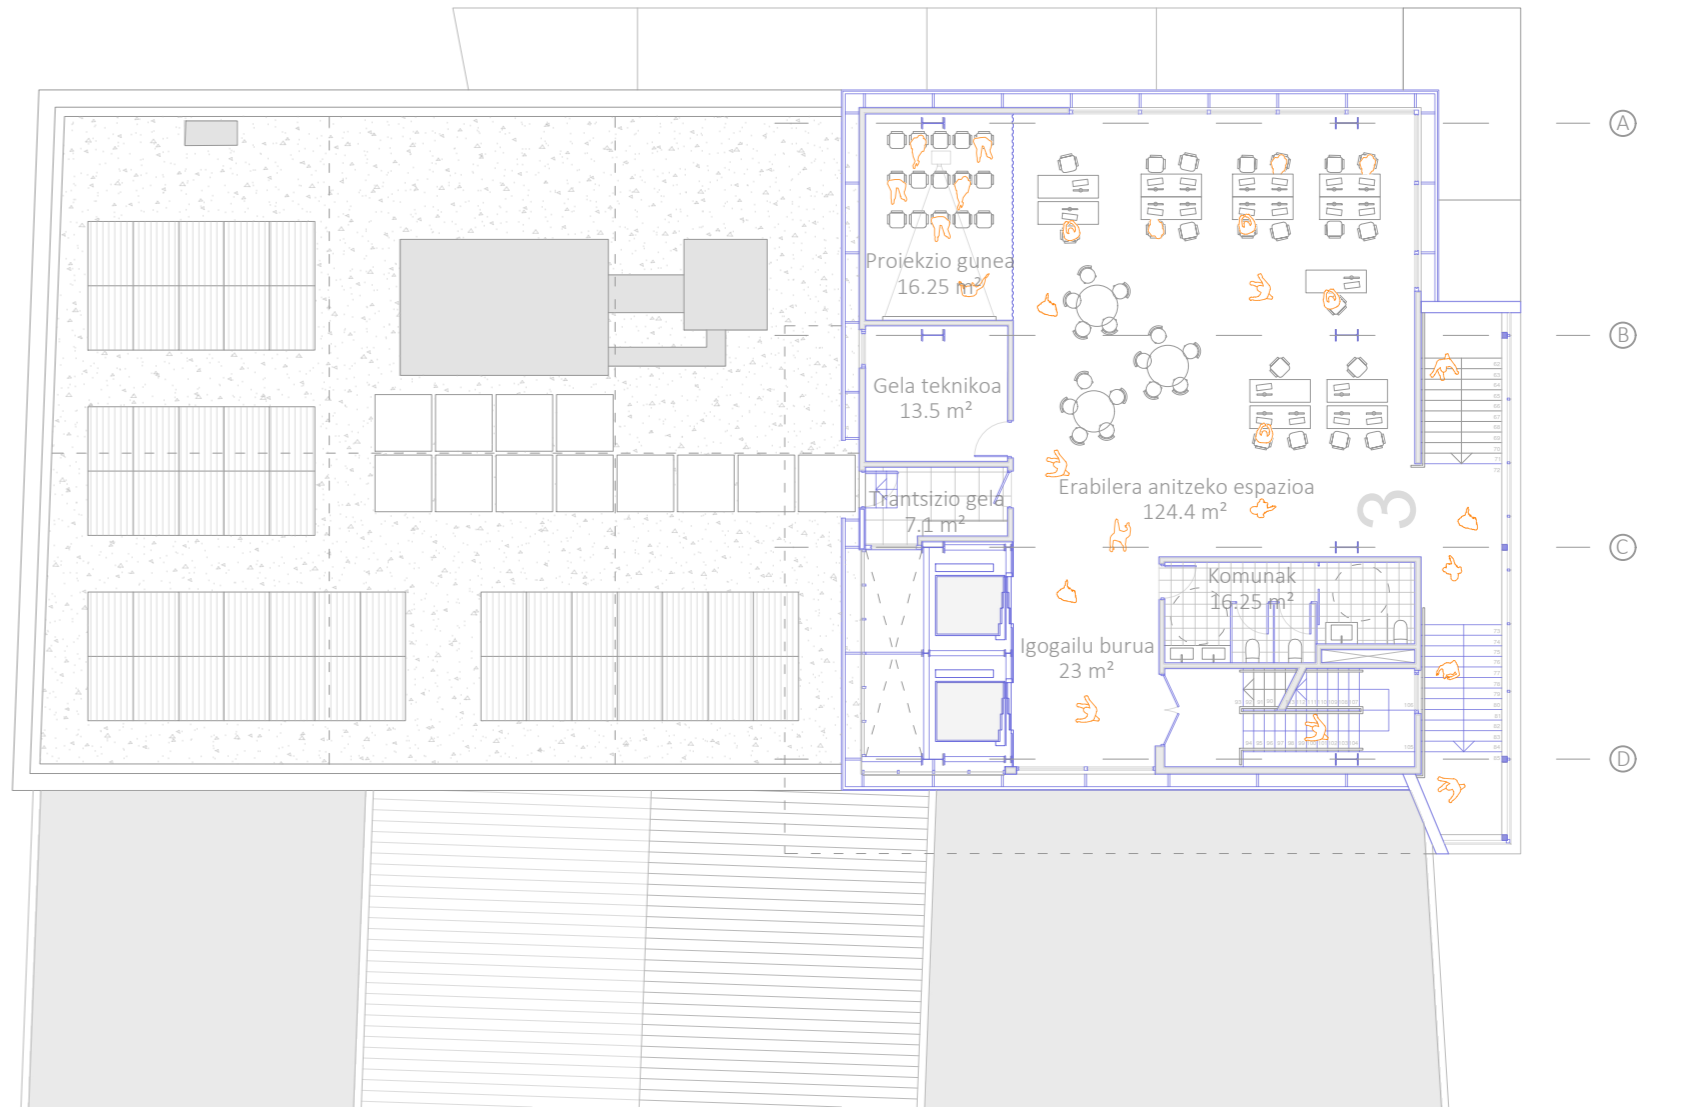 A
Proiekzio gunea
16.25 m²
B
Gela teknikoa
13.5 m²
Erabilera anitzeko espazioa
124.4 m²
3
Trantsizio gela
7.1 m²
C
Komunak
16.25 m²
Igogailu burua
23 m²
D